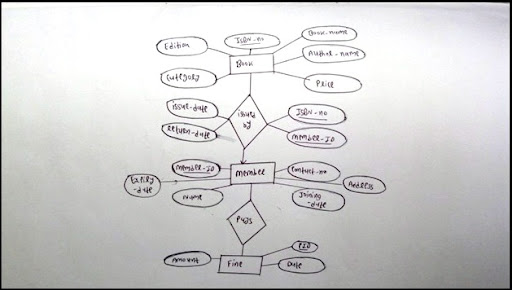 ISBN-no
Book-name
Edition
Author-name
Book
Category
Price
issue-date
ISBN-no
issued
by
return-date
member-ID
member-ID
contact-no
member
Expiry
-date
Address
name
Joining
-date
Pays
Amount
Fine
Date